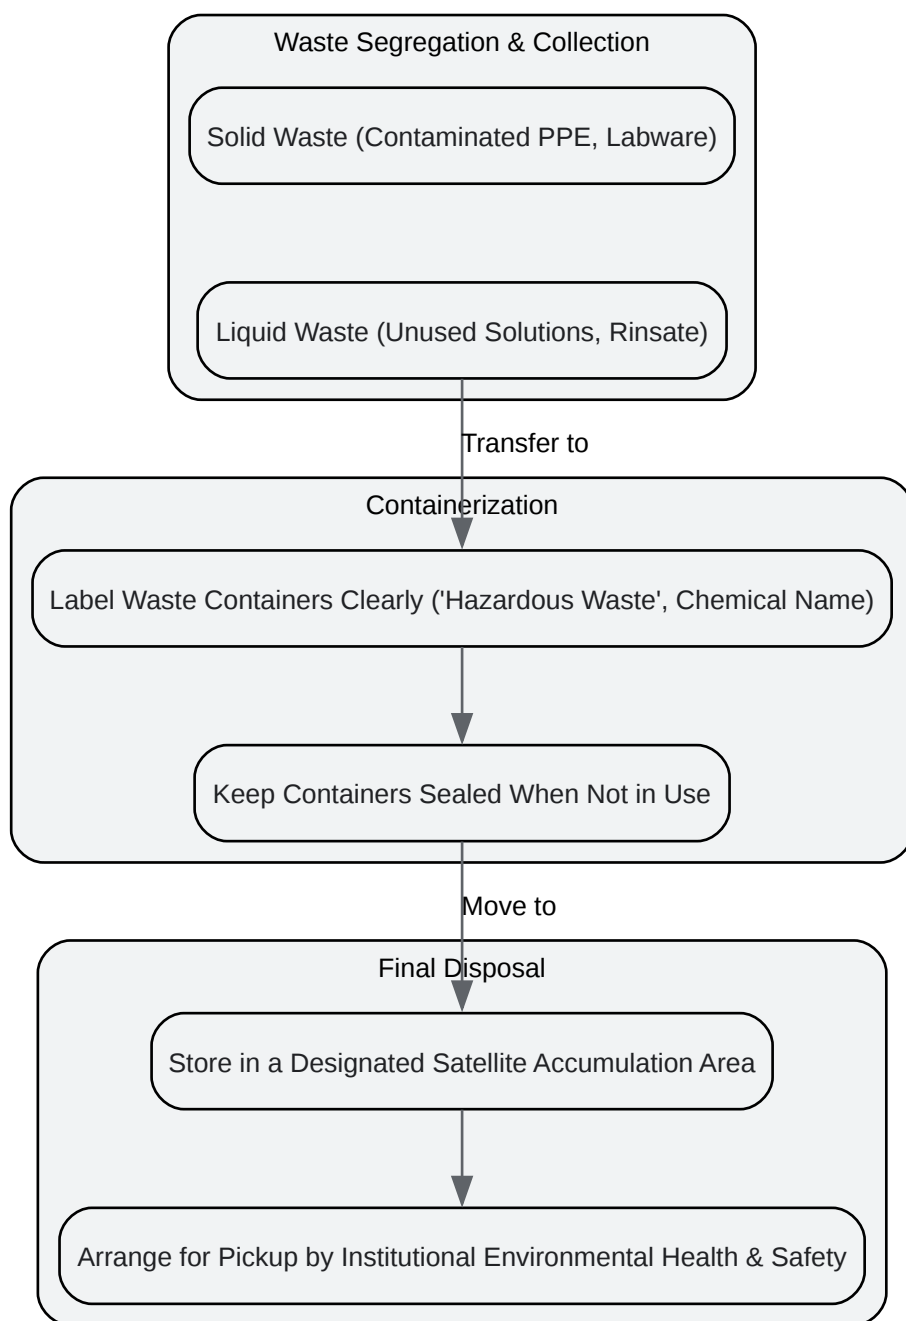 Waste Segregation & Collection
Solid Waste (Contaminated PPE, Labware)
Liquid Waste (Unused Solutions, Rinsate)
Transfer to
Containerization
Label Waste Containers Clearly ('Hazardous Waste', Chemical Name)
Keep Containers Sealed When Not in Use
Move to
Final Disposal
Store in a Designated Satellite Accumulation Area
Arrange for Pickup by Institutional Environmental Health & Safety